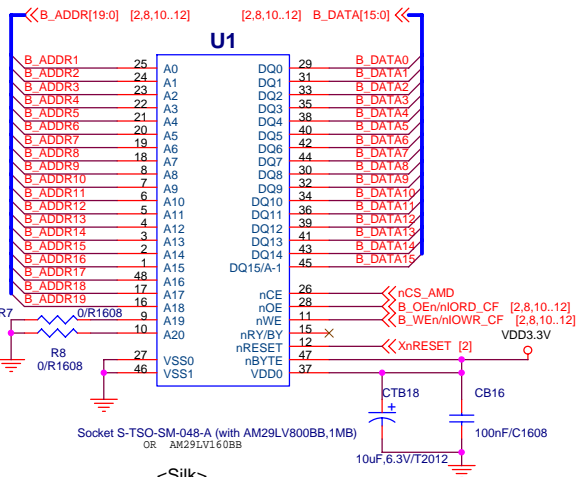 B_ADDR[19:0] [2,8,10..12] [2,8,10..12] B_DATA[15:0]
U1
B_ADDR1 25 A0 DQ0 29 B_DATA0
B_ADDR2 24 A1 DQ1 31 B_DATA1
B_ADDR3 23 A2 DQ2 33 B_DATA2
B_ADDR4 22 A3 DQ3 35 B_DATA3
B_ADDR5 21 A4 DQ4 38 B_DATA4
B_ADDR6 20 A5 DQ5 40 B_DATA5
B_ADDR7 19 A6 DQ6 42 B_DATA6
B_ADDR8 18 A7 DQ7 44 B_DATA7
B_ADDR9 8 A8 DQ8 30 B_DATA8
B_ADDR10 7 A9 DQ9 32 B_DATA9
B_ADDR11 6 A10 DQ10 34 B_DATA10
B_ADDR12 5 A11 DQ11 36 B_DATA11
B_ADDR13 4 A12 DQ12 39 B_DATA12
B_ADDR14 3 A13 DQ13 41 B_DATA13
B_ADDR15 2 A14 DQ14 43 B_DATA14
B_ADDR16 1 A15 DQ15/A-1 45 B_DATA15
B_ADDR17 48 A16
B_ADDR18 17 A17 nCE 26 nCS_AMD
B_ADDR19 16 A18 nOE 28 B_OEn/nIORD_CF [2,8,10..12]
R7 0/R1608 9 A19 nWE 11 B_WEn/nIOWR_CF [2,8,10..12]
10 A20 nRY/BY 15
VDD3.3V
R8 nRESET 12 XnRESET [2]
0/R1608 27 VSS0 nBYTE 47
46 VSS1 VDD0 37
CTB18 CB16
+
Socket S-TSO-SM-048-A (with AM29LV800BB,1MB) 100nF/C1608
OR AM29LV160BB
10uF,6.3V/T2012
<Silk>